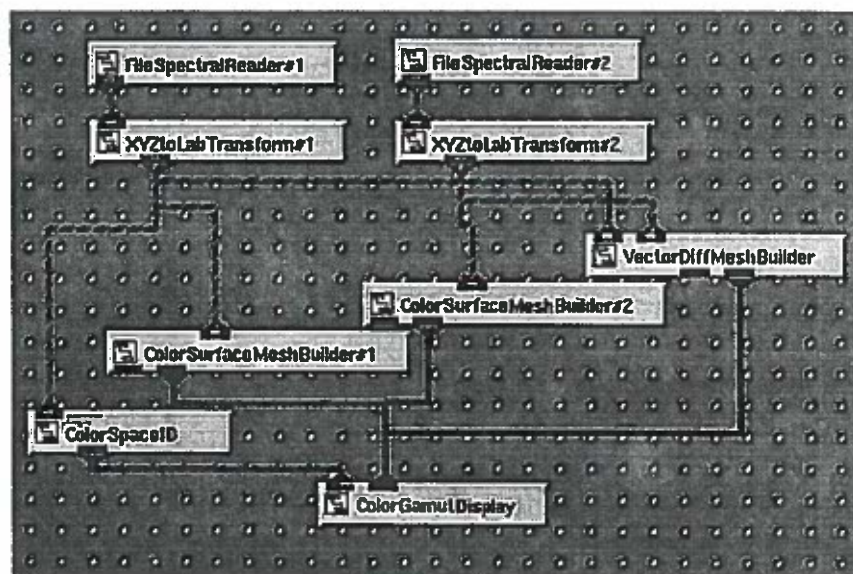 FileSpectralReader#1
FileSpectralReader#2
XYZtoLabTransform#1
XYZtoLabTransform#2
VectorDiffMeshBuilder
ColorSurfaceMeshBuilder#2
ColorSurfaceMeshBuilder#1
ColorSpaceID
ColorGamutDisplay